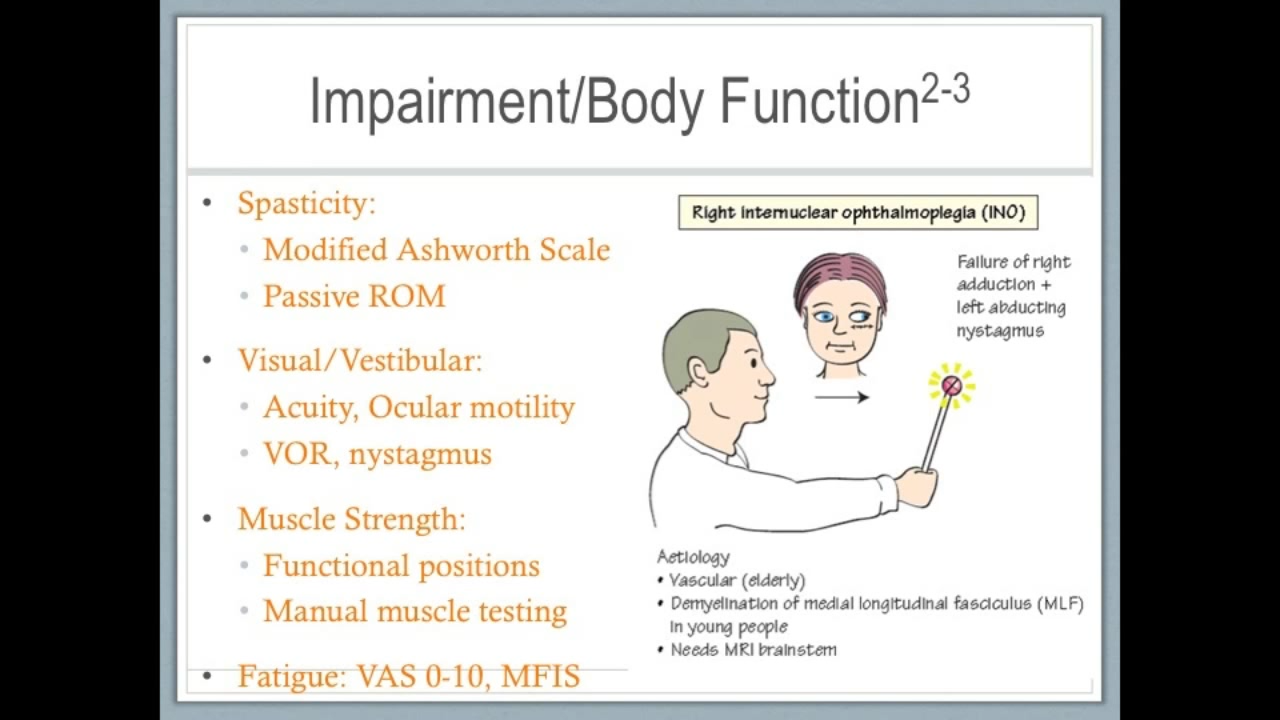 Impairment/Body Function2-3
• Spasticity:
• Modified Ashworth Scale
• Passive ROM
• Visual/Vestibular:
• Acuity, Ocular motility
• VOR, nystagmus
• Muscle Strength:
• Functional positions
• Manual muscle testing
• Fatigue: VAS 0-10, MFIS
Right internuclear ophthalmoplegia (INO)
Failure of right
adduction +
left abducting
nystagmus
Aetiology
• Vascular (elderly)
• Demyelination of medial longitudinal fasciculus (MLF)
in young people
• Needs MRI brainstem